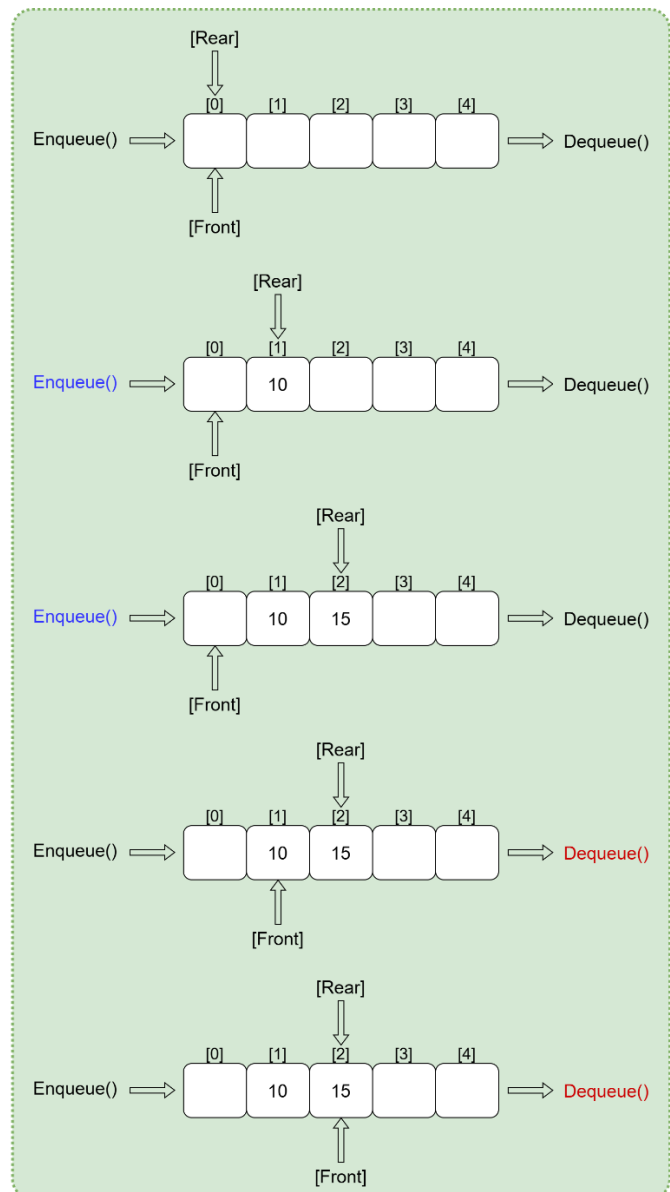 [Rear]
[0] [1] [2] [3] [4]
Enqueue() Dequeue()
[Front]
[Rear]
[0] [1] [2] [3] [4]
Enqueue() 10 Dequeue()
[Front]
[Rear]
[0] [1] [2] [3] [4]
Enqueue() 10 15 Dequeue()
[Front]
[Rear]
[0] [1] [2] [3] [4]
Enqueue() 10 15 Dequeue()
[Front]
[Rear]
[0] [1] [2] [3] [4]
Enqueue() 10 15 Dequeue()
[Front]